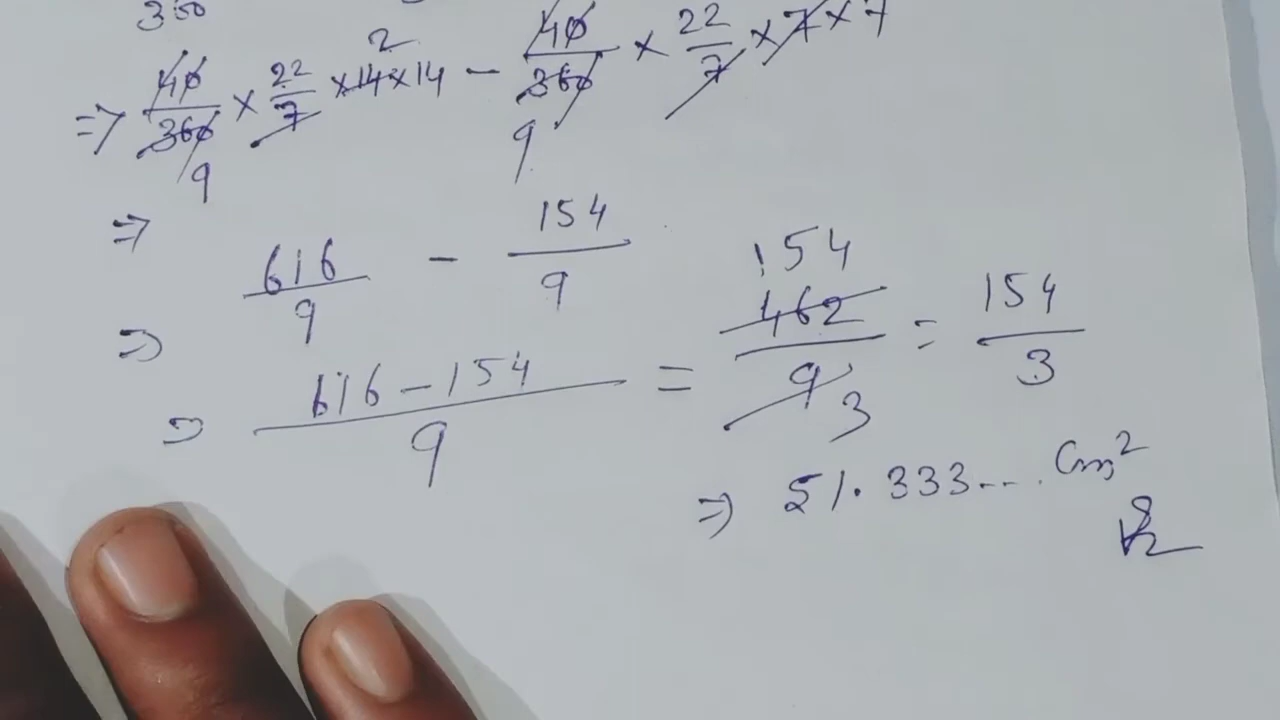 360
⇒ 40/360 × 22/7 × 14 × 14 − 40/360 × 22/7 × 7 × 7
2
9 9
⇒ 616/9 − 154/9
⇒
⇒ (616 − 154)/9 = 462/9 = 154/3
154
3
⇒ 51.333... Cm²